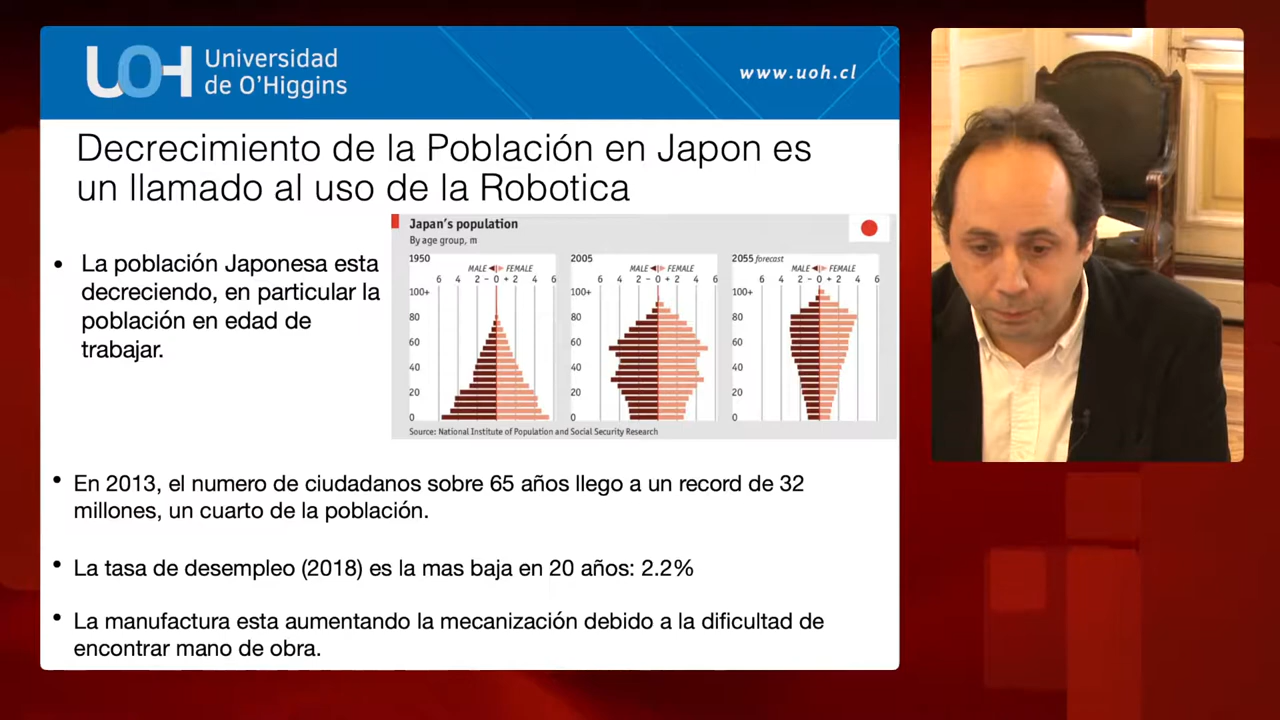 UOH Universidad
de O'Higgins
www.uoh.cl
Decrecimiento de la Población en Japon es
un llamado al uso de la Robotica
La población Japonesa esta
decreciendo, en particular la
población en edad de
trabajar.
Japan's population
By age group, m
1950
MALE FEMALE
6 4 2 – 0 + 2 4 6
100+
80
60
40
20
0
2005
MALE FEMALE
6 4 2 – 0 + 2 4 6
100+
80
60
40
20
0
2055 forecast
MALE FEMALE
6 4 2 – 0 + 2 4 6
100+
80
60
40
20
0
Source: National Institute of Population and Social Security Research
En 2013, el numero de ciudadanos sobre 65 años llego a un record de 32
millones, un cuarto de la población.
La tasa de desempleo (2018) es la mas baja en 20 años: 2.2%
La manufactura esta aumentando la mecanización debido a la dificultad de
encontrar mano de obra.